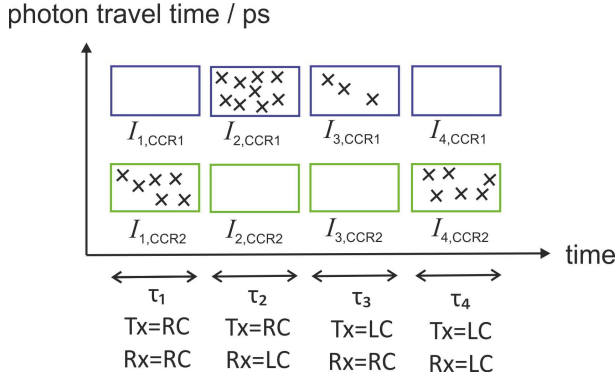 photon travel time / ps
I1,CCR1 I2,CCR1 I3,CCR1 I4,CCR1
I1,CCR2 I2,CCR2 I3,CCR2 I4,CCR2
time
τ1 τ2 τ3 τ4
Tx=RC Tx=RC Tx=LC Tx=LC
Rx=RC Rx=LC Rx=RC Rx=LC